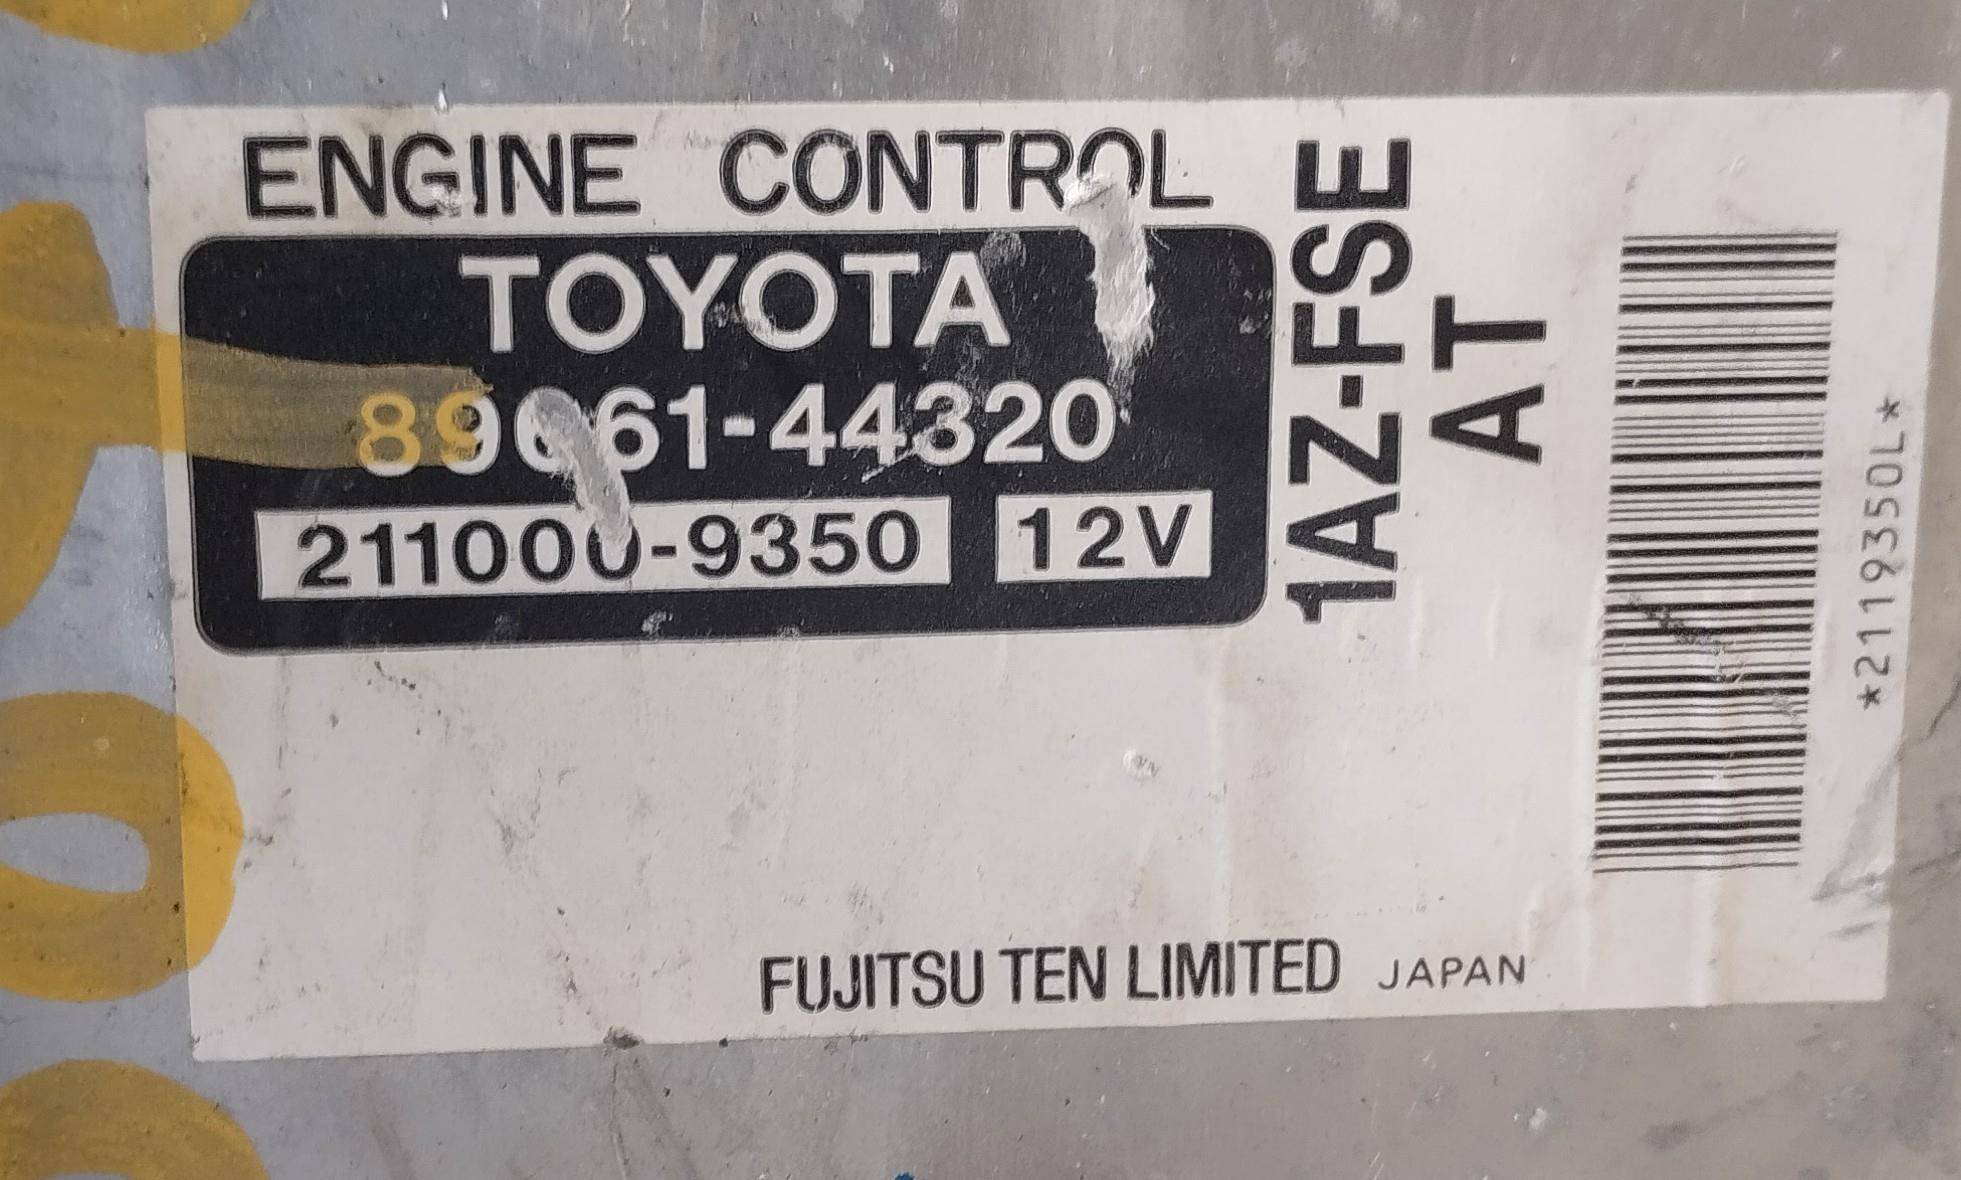 ENGINE CONTROL
TOYOTA
89661-44320
211000-9350 12V
1AZ-FSE
AT
*2119350L*
FUJITSU TEN LIMITED JAPAN